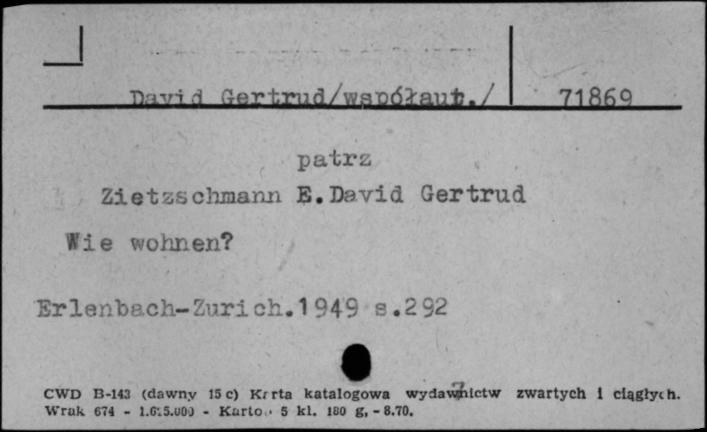 David Gertrud/współaut./ 71869
patrz
Zietzschmann E.David Gertrud
Wie wohnen?
Erlenbach-Zurich.1949 s.292
CWD B-143 (dawny 15 c) Karta katalogowa wydawnictw zwartych i ciągłych.
Wrak 674 - 1.615.000 - Karton 5 kl. 180 g, - 8.70.